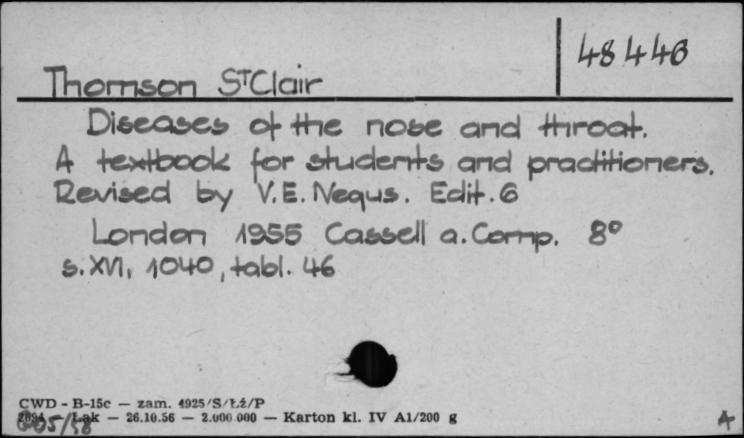 48446
Thomson StClair
Diseases of the nose and throat.
A textbook for students and practitioners.
Revised by V.E. Negus. Edit. 6
London 1955 Cassell a. Comp. 8°
s. XVI, 1040, tabl. 46
CWD - B-15c — zam. 4925/S/Łż/P
Lak — 26.10.56 — 2.000.000 — Karton kl. IV A1/200 g
A